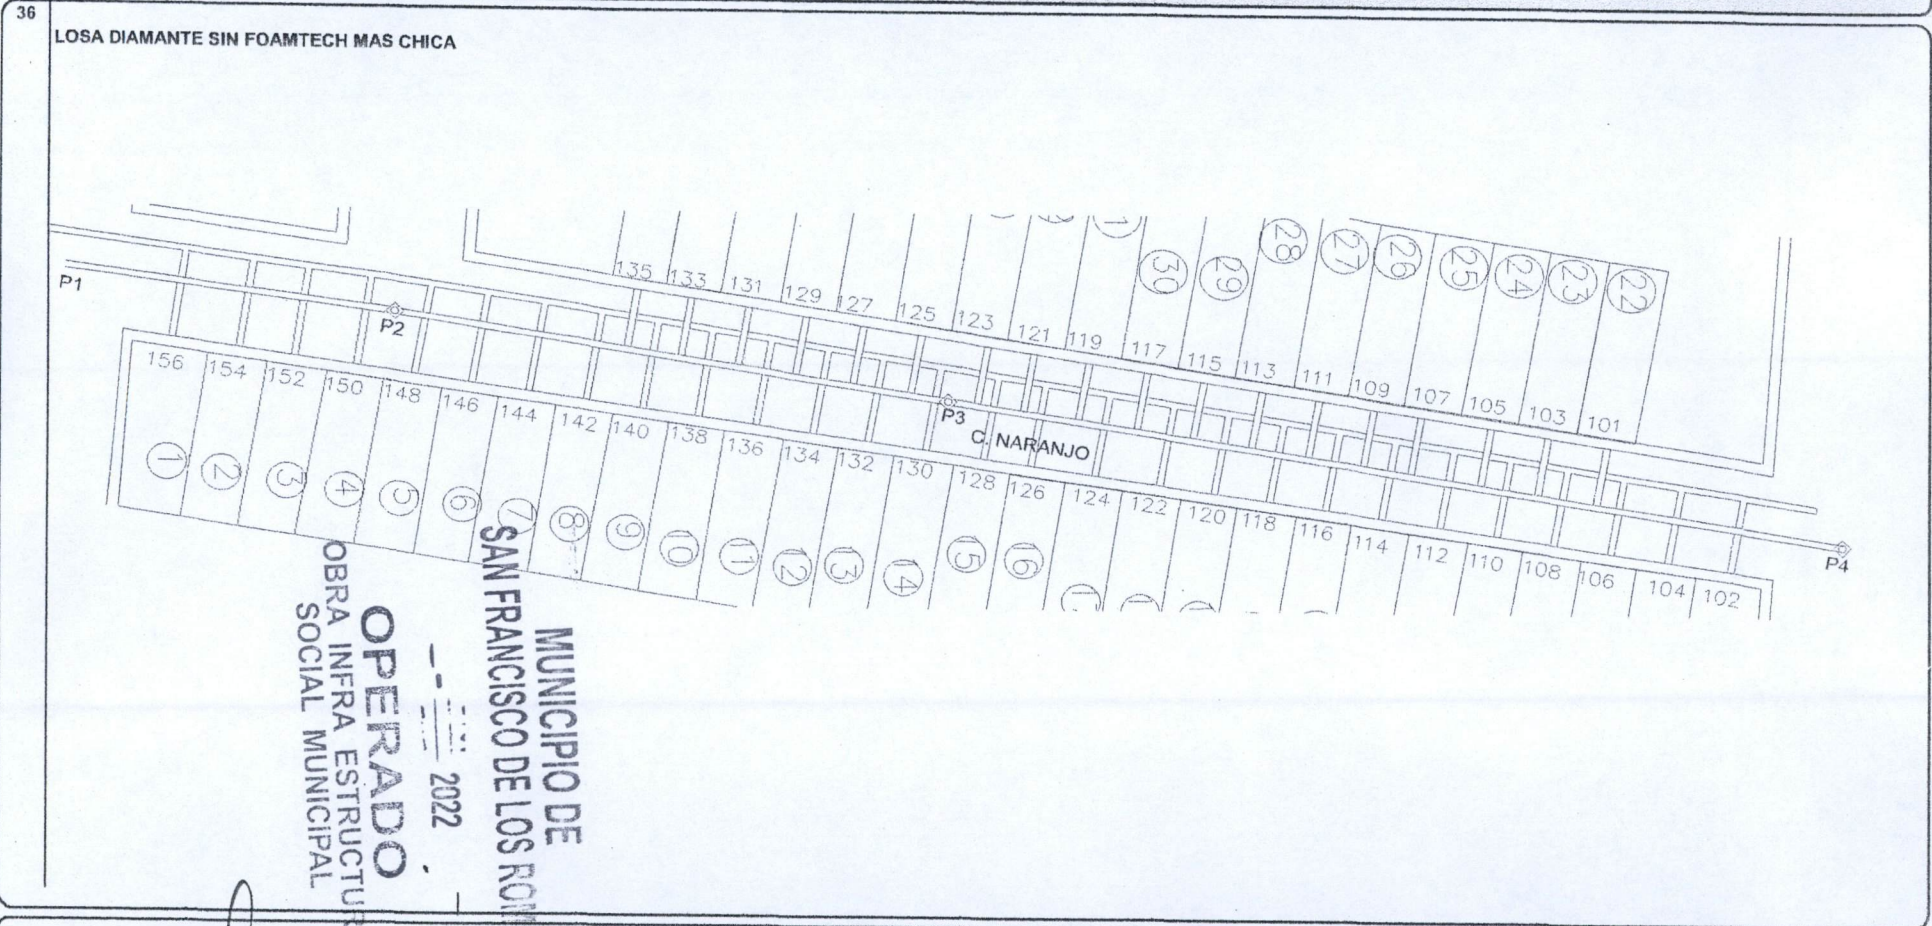 36
LOSA DIAMANTE SIN FOAMTECH MAS CHICA
30 29 28 27 26 25 24 23 22
135 133 131 129 127 125 123 121 119 117 115 113 111 109 107 105 103 101
P1
P2
P3
P4
C. NARANJO
156 154 152 150 148 146 144 142 140 138 136 134 132 130 128 126 124 122 120 118 116 114 112 110 108 106 104 102
1 2 3 4 5 6 7 8 9 10 11 12 13 14 15 16
MUNICIPIO DE
SAN FRANCISCO DE LOS ROM
2022
OPERADO
OBRA INFRA ESTRUCTUR
SOCIAL MUNICIPAL